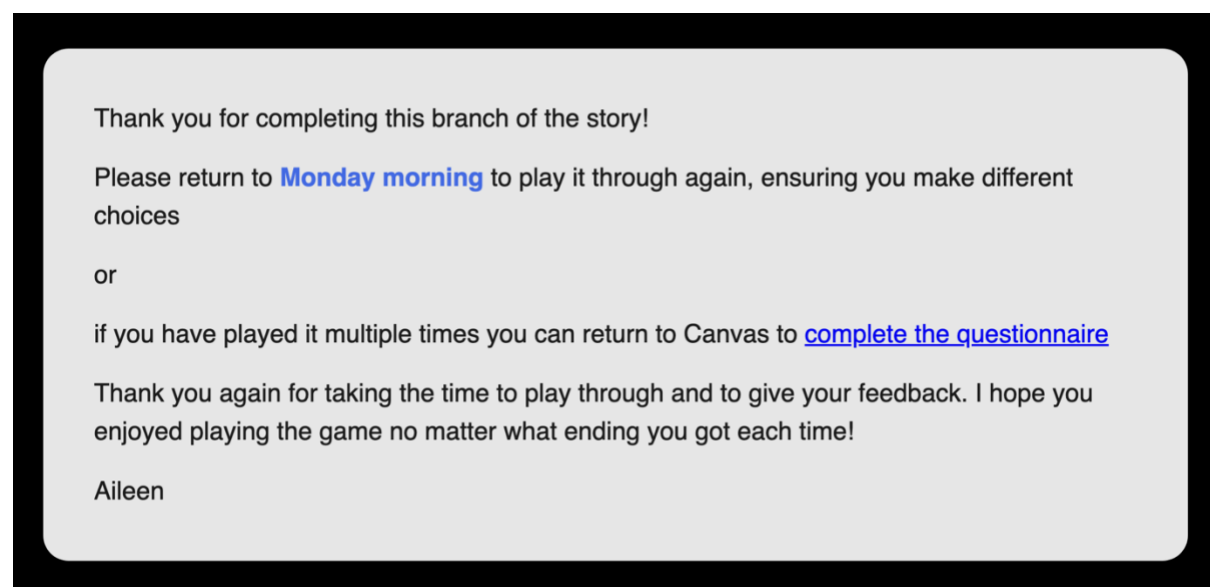 Thank you for completing this branch of the story!
Please return to Monday morning to play it through again, ensuring you make different
choices
or
if you have played it multiple times you can return to Canvas to complete the questionnaire
Thank you again for taking the time to play through and to give your feedback. I hope you
enjoyed playing the game no matter what ending you got each time!
Aileen